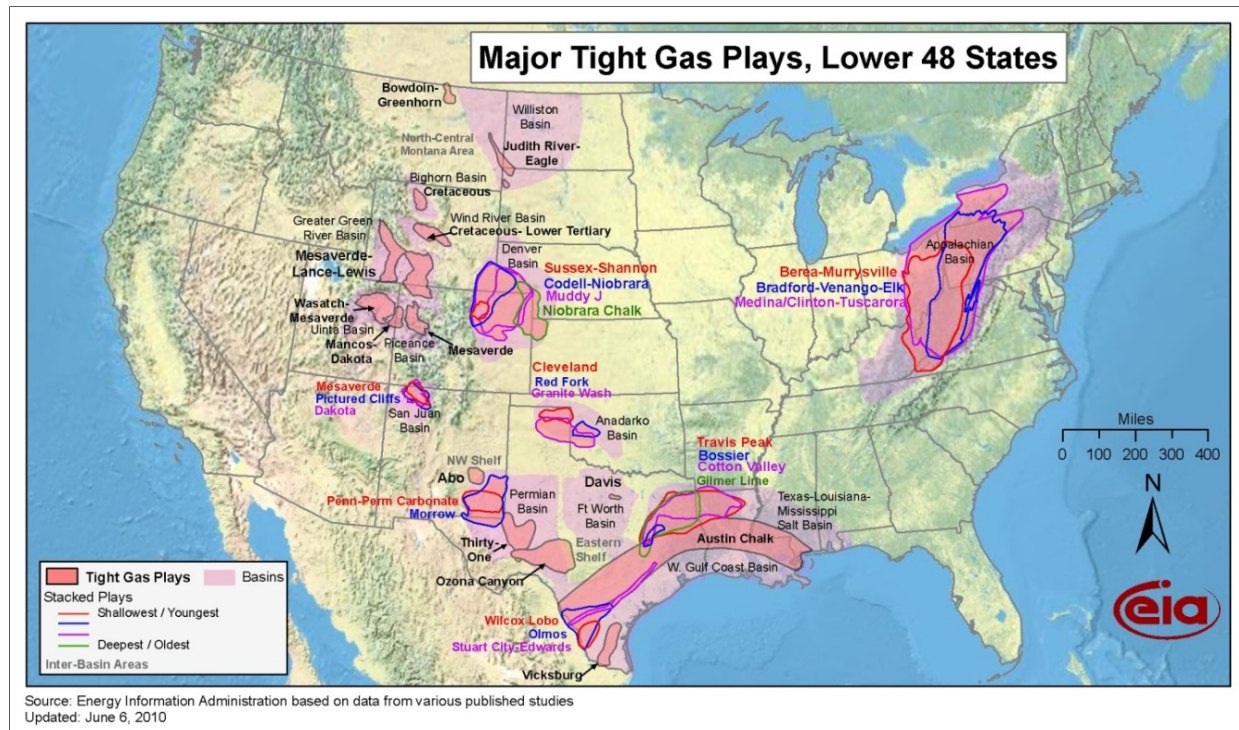 Major Tight Gas Plays, Lower 48 States
Bowdoin-
Greenhorn
Williston
Basin
North-Central
Montana Area
Judith River-
Eagle
Bighorn Basin
Cretaceous
Greater Green
River Basin
Wind River Basin
Cretaceous- Lower Tertiary
Mesaverde-
Lance-Lewis
Denver
Basin
Sussex-Shannon
Codell-Niobrara
Muddy J
Niobrara Chalk
Appalachian
Basin
Berea-Murrysville
Bradford-Venango-Elk
Medina/Clinton-Tuscarora
Wasatch-
Mesaverde
Uinta Basin
Mancos-
Dakota
Piceance
Basin
Mesaverde
Cleveland
Red Fork
Granite Wash
Mesaverde
Pictured Cliffs
Dakota
San Juan
Basin
Anadarko
Basin
Miles
0 100 200 300 400
N
Travis Peak
Bossier
Cotton Valley
Gilmer Lime
NW Shelf
Abo
Davis
Penn-Perm Carbonate
Morrow
Permian
Basin
Ft Worth
Basin
Texas-Louisiana-
Mississippi
Salt Basin
Thirty-
One
Eastern
Shelf
Austin Chalk
Ozona Canyon
W. Gulf Coast Basin
Tight Gas Plays
Basins
Stacked Plays
Shallowest / Youngest
Deepest / Oldest
Inter-Basin Areas
Wilcox Lobo
Olmos
Stuart City-Edwards
Vicksburg
eia
Source: Energy Information Administration based on data from various published studies
Updated: June 6, 2010